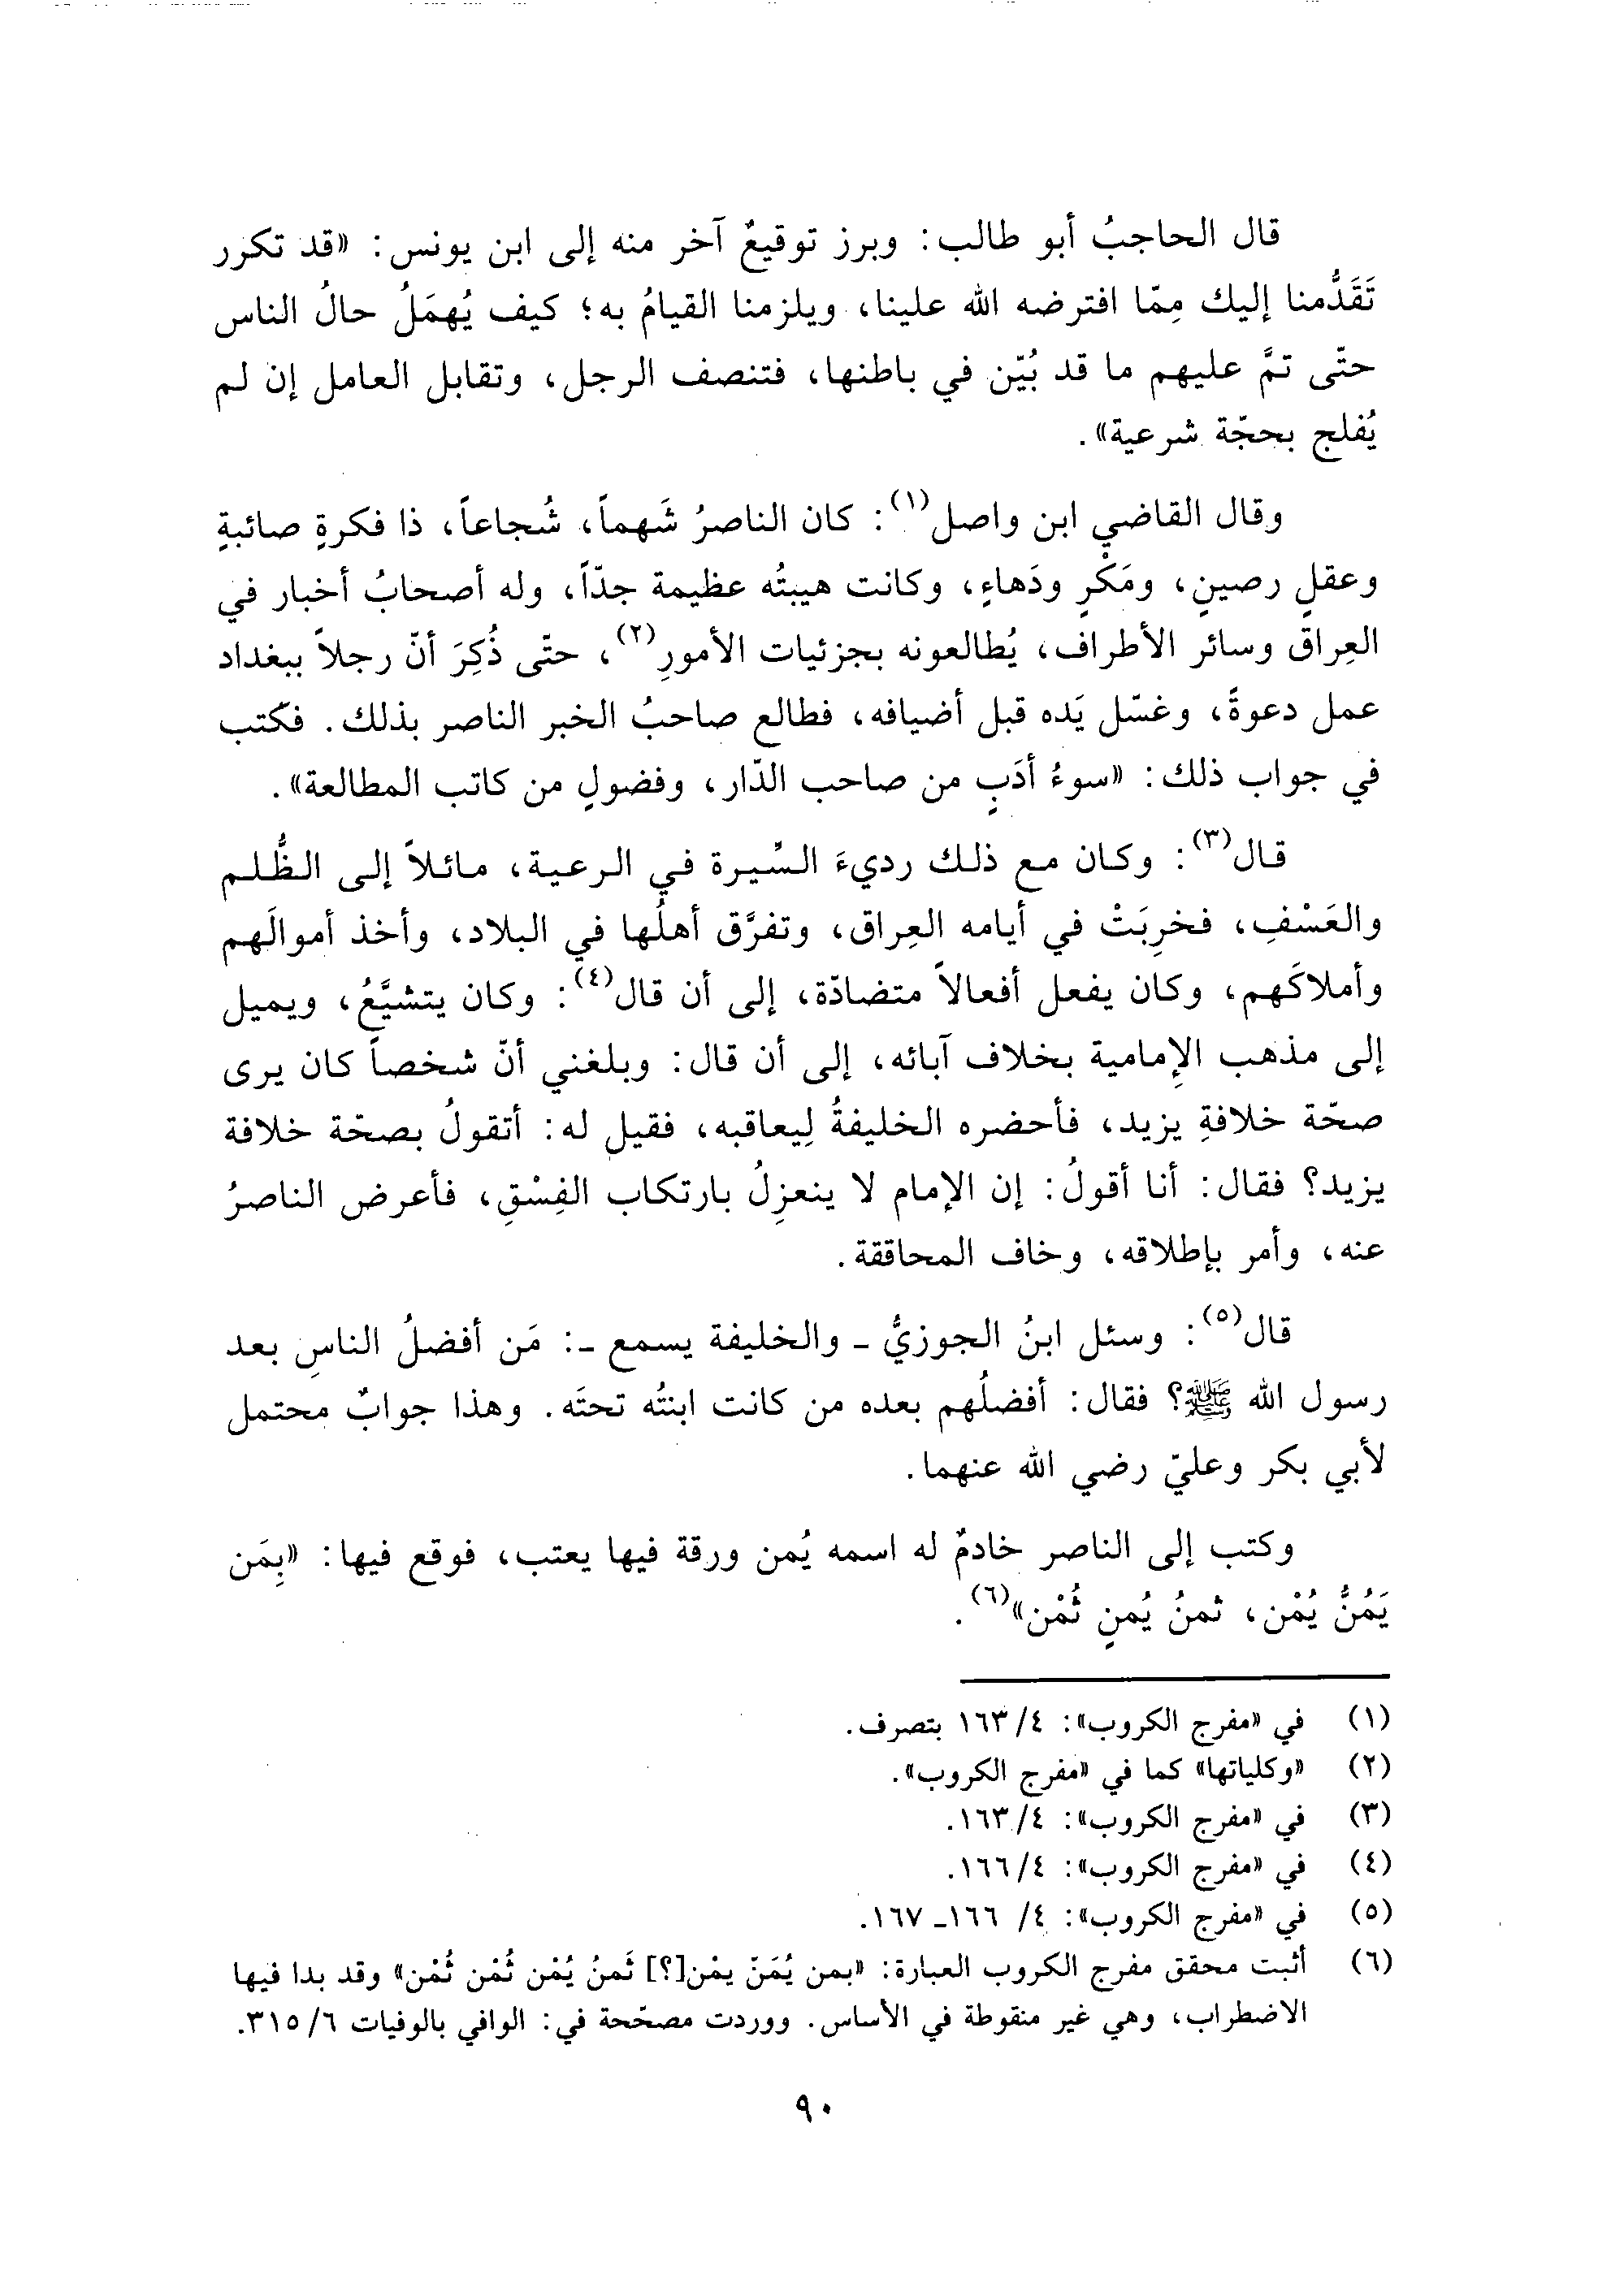 قال الحاجبُ أبو طالب: وبرز توقيعٌ آخر منه إلى ابن يونس: «قد تكرر
تَقَدُّمنا إليك مِمّا افترضه الله علينا، ويلزمنا القيامُ به؛ كيف يُهمَلُ حالُ الناس
حتّى تمَّ عليهم ما قد بُيّن في باطنها، فتنصف الرجل، وتقابل العامل إن لم
يُفلج بحجّة شرعية».
وقال القاضي ابن واصل(١): كان الناصرُ شَهماً، شُجاعاً، ذا فكرةٍ صائبةٍ
وعقلٍ رصينٍ، ومَكْرٍ ودَهاءٍ، وكانت هيبتُه عظيمة جدّاً، وله أصحابُ أخبار في
العِراق وسائر الأطراف، يُطالعونه بجزئيات الأمورِ(٢)، حتّى ذُكِرَ أنّ رجلاً ببغداد
عمل دعوةً، وغسّل يَده قبل أضيافه، فطالع صاحبُ الخبر الناصر بذلك. فكتب
في جواب ذلك: «سوءُ أدَبٍ من صاحب الدّار، وفضولٍ من كاتب المطالعة».
قال(٣): وكان مع ذلك رديءَ السِّيرة في الرعية، مائلاً إلى الظُّلم
والعَسْفِ، فخرِبَتْ في أيامه العِراق، وتفرَّق أهلُها في البلاد، وأخذ أموالَهم
وأملاكَهم، وكان يفعل أفعالاً متضادّة، إلى أن قال(٤): وكان يتشيَّعُ، ويميل
إلى مذهب الإمامية بخلاف آبائه، إلى أن قال: وبلغني أنّ شخصاً كان يرى
صحّة خلافةِ يزيد، فأحضره الخليفةُ لِيعاقبه، فقيل له: أتقولُ بصحّة خلافة
يزيد؟ فقال: أنا أقولُ: إن الإمام لا ينعزِلُ بارتكاب الفِسْقِ، فأعرض الناصرُ
عنه، وأمر بإطلاقه، وخاف المحاققة.
قال(٥): وسئل ابنُ الجوزيُّ ـ والخليفة يسمع ـ: مَن أفضلُ الناسِ بعد
رسول الله ﷺ؟ فقال: أفضلُهم بعده من كانت ابنتُه تحتَه. وهذا جوابٌ محتمل
لأبي بكر وعليّ رضي الله عنهما.
وكتب إلى الناصر خادمٌ له اسمه يُمن ورقة فيها يعتب، فوقع فيها: «بِمَن
يَمُنُّ يُمْن، ثمنُ يُمنٍ ثُمْن»(٦).
(١) في «مفرج الكروب»: ٤/ ١٦٣ بتصرف.
(٢) «وكلياتها» كما في «مفرج الكروب».
(٣) في «مفرج الكروب»: ٤/ ١٦٣.
(٤) في «مفرج الكروب»: ٤/ ١٦٦.
(٥) في «مفرج الكروب»: ٤/ ١٦٦ـ ١٦٧.
(٦) أثبت محقق مفرج الكروب العبارة: «بمن يُمَنّ يمْن[؟] ثَمنُ يُمْن ثُمْن ثُمْن» وقد بدا فيها
الاضطراب، وهي غير منقوطة في الأساس. ووردت مصحّحة في: الوافي بالوفيات ٦/ ٣١٥.
٩٠